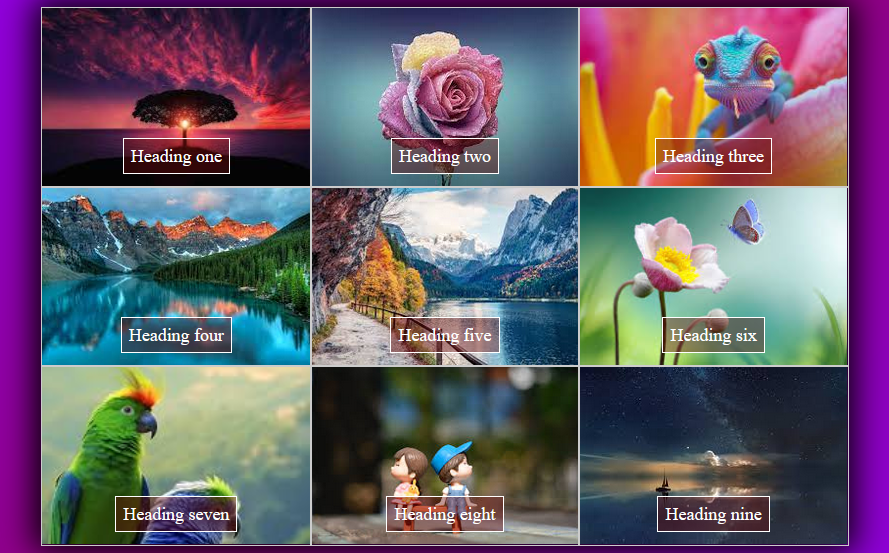 Heading one
Heading two
Heading three
Heading four
Heading five
Heading six
Heading seven
Heading eight
Heading nine